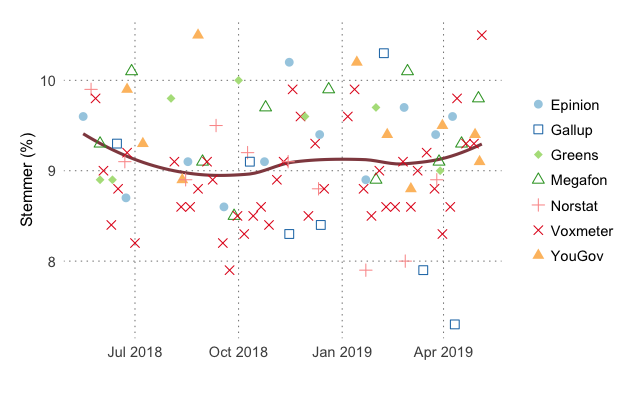 Stemmer (%)
10
9
8
Jul 2018
Oct 2018
Jan 2019
Apr 2019
Epinion
Gallup
Greens
Megafon
Norstat
Voxmeter
YouGov